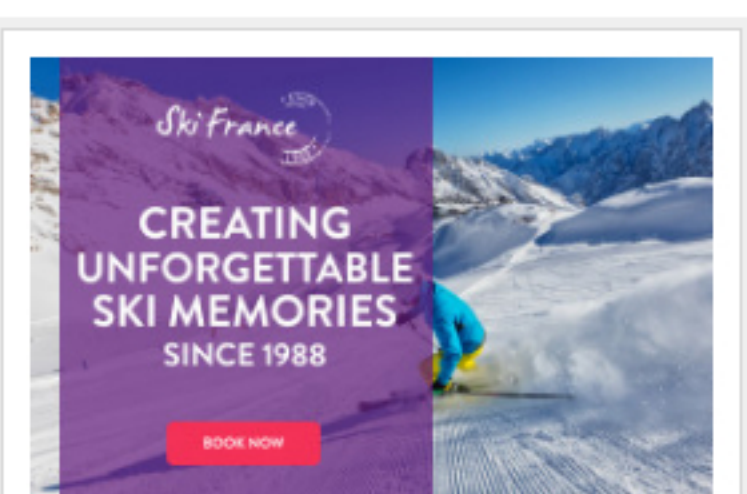 Ski France
CREATING
UNFORGETTABLE
SKI MEMORIES
SINCE 1988
BOOK NOW